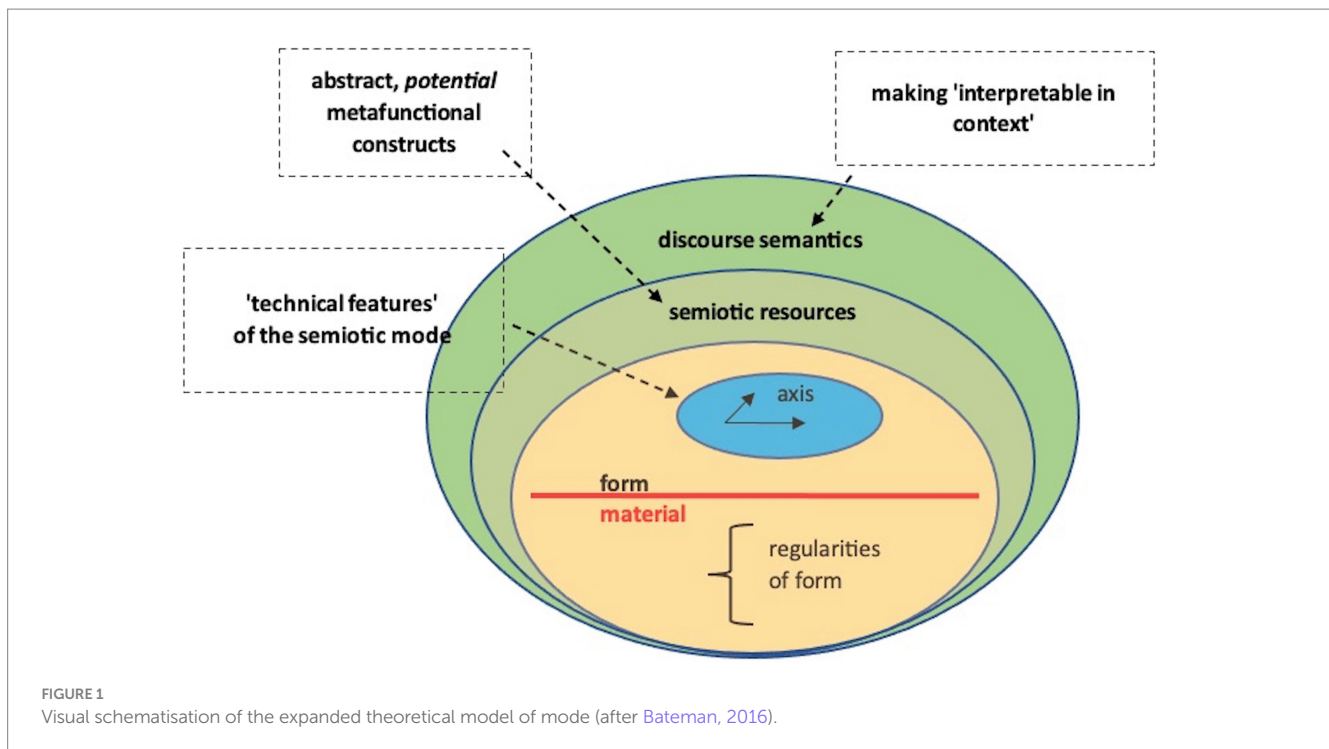 abstract, potential
metafunctional
constructs
making 'interpretable in
context'
discourse semantics
'technical features'
of the semiotic mode
semiotic resources
axis
form
material
regularities
of form
FIGURE 1
Visual schematisation of the expanded theoretical model of mode (after Bateman, 2016).